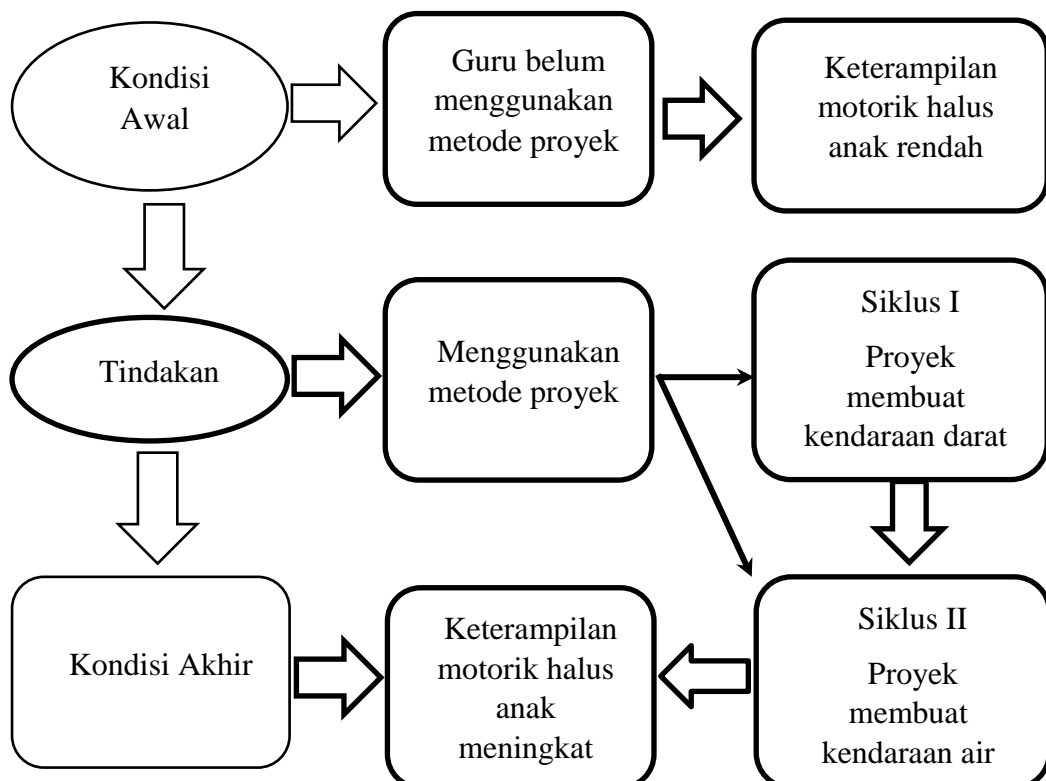 Kondisi
Awal
Guru belum
menggunakan
metode proyek
Keterampilan
motorik halus
anak rendah
Tindakan
Menggunakan
metode proyek
Siklus I
Proyek
membuat
kendaraan darat
Kondisi Akhir
Keterampilan
motorik halus
anak
meningkat
Siklus II
Proyek
membuat
kendaraan air